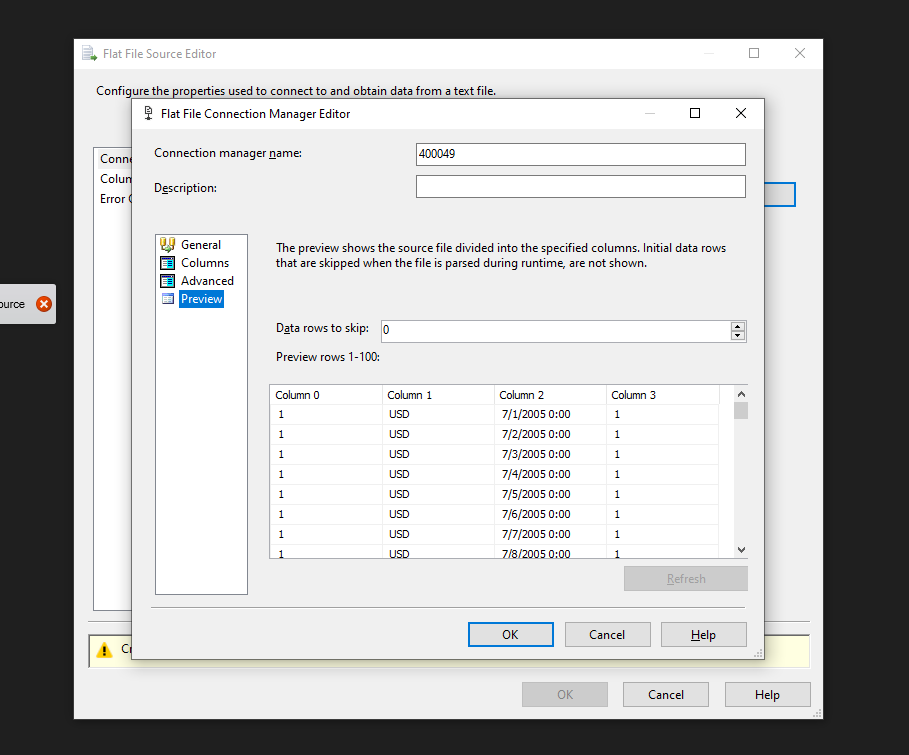 Flat File Source Editor
Configure the properties used to connect to and obtain data from a text file.
Flat File Connection Manager Editor
Connection manager name: 400049
Description:
General
Columns
Advanced
Preview
The preview shows the source file divided into the specified columns. Initial data rows
that are skipped when the file is parsed during runtime, are not shown.
Data rows to skip: 0
Preview rows 1-100:
Column 0 Column 1 Column 2 Column 3
1 USD 7/1/2005 0:00 1
1 USD 7/2/2005 0:00 1
1 USD 7/3/2005 0:00 1
1 USD 7/4/2005 0:00 1
1 USD 7/5/2005 0:00 1
1 USD 7/6/2005 0:00 1
1 USD 7/7/2005 0:00 1
1 USD 7/8/2005 0:00 1
Refresh
OK Cancel Help
OK Cancel Help